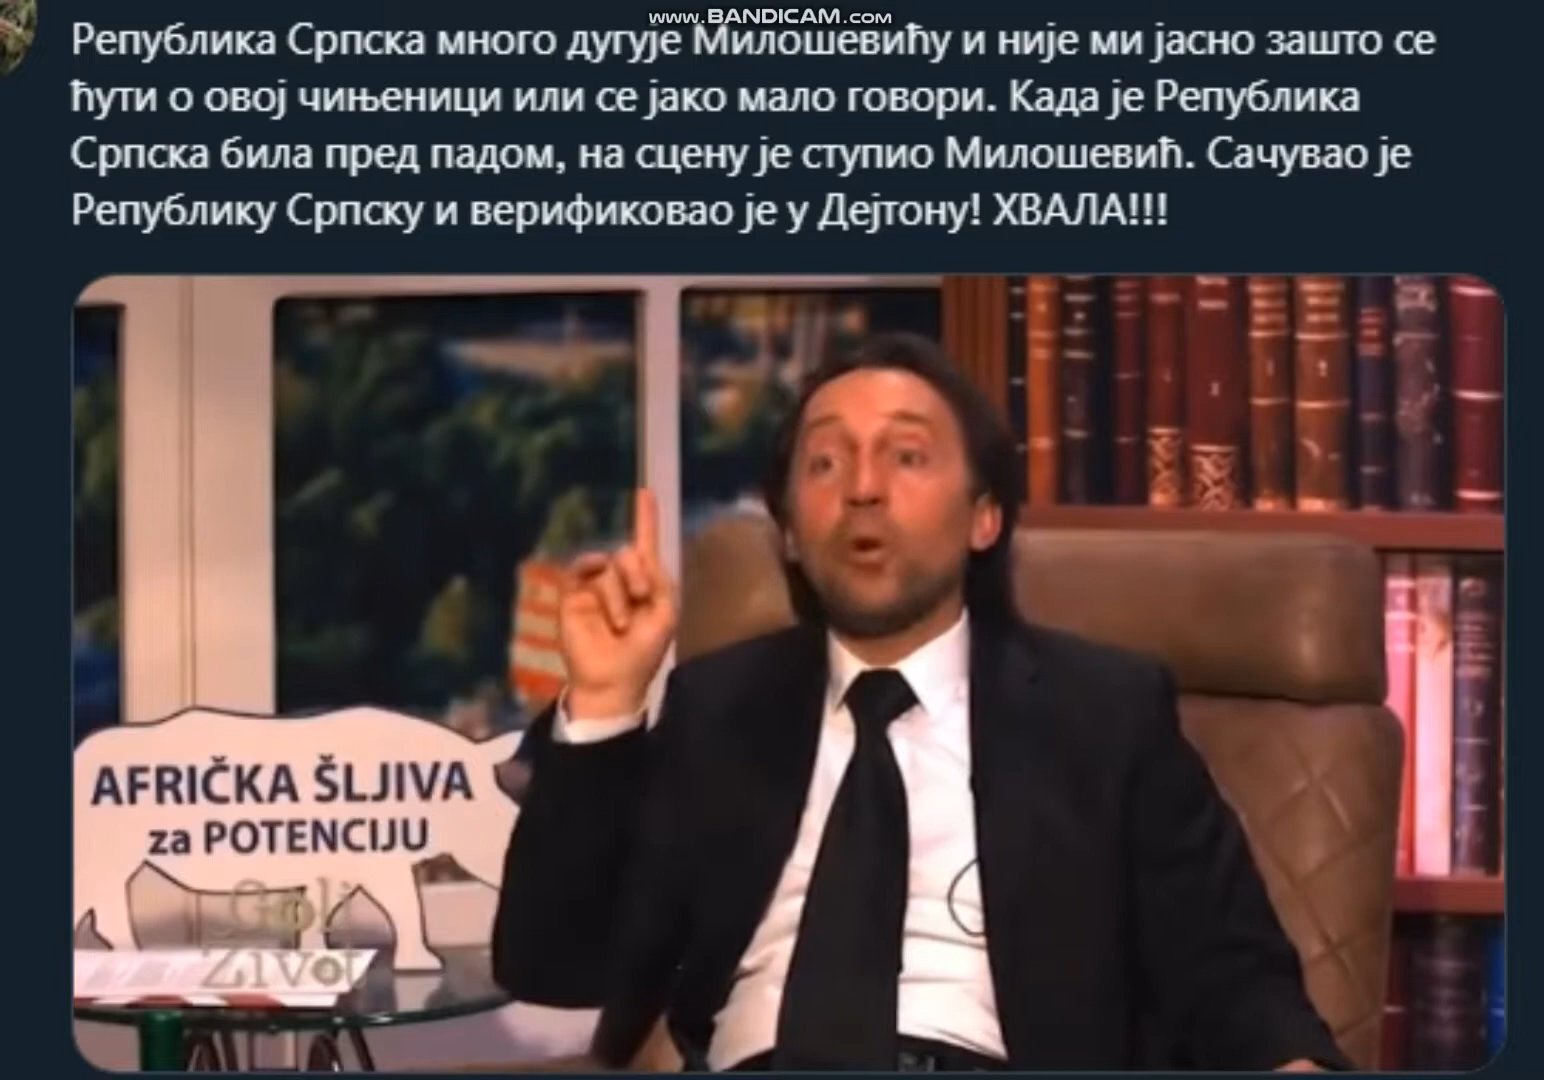 www.BANDICAM.com
Република Српска много дугује Милошевићу и није ми јасно зашто се
ћути о овој чињеници или се јако мало говори. Када је Република
Српска била пред падом, на сцену је ступио Милошевић. Сачувао је
Републику Српску и верификовао је у Дејтону! ХВАЛА!!!
AFRIČKA ŠLJIVA
za POTENCIJU
Goli
Život